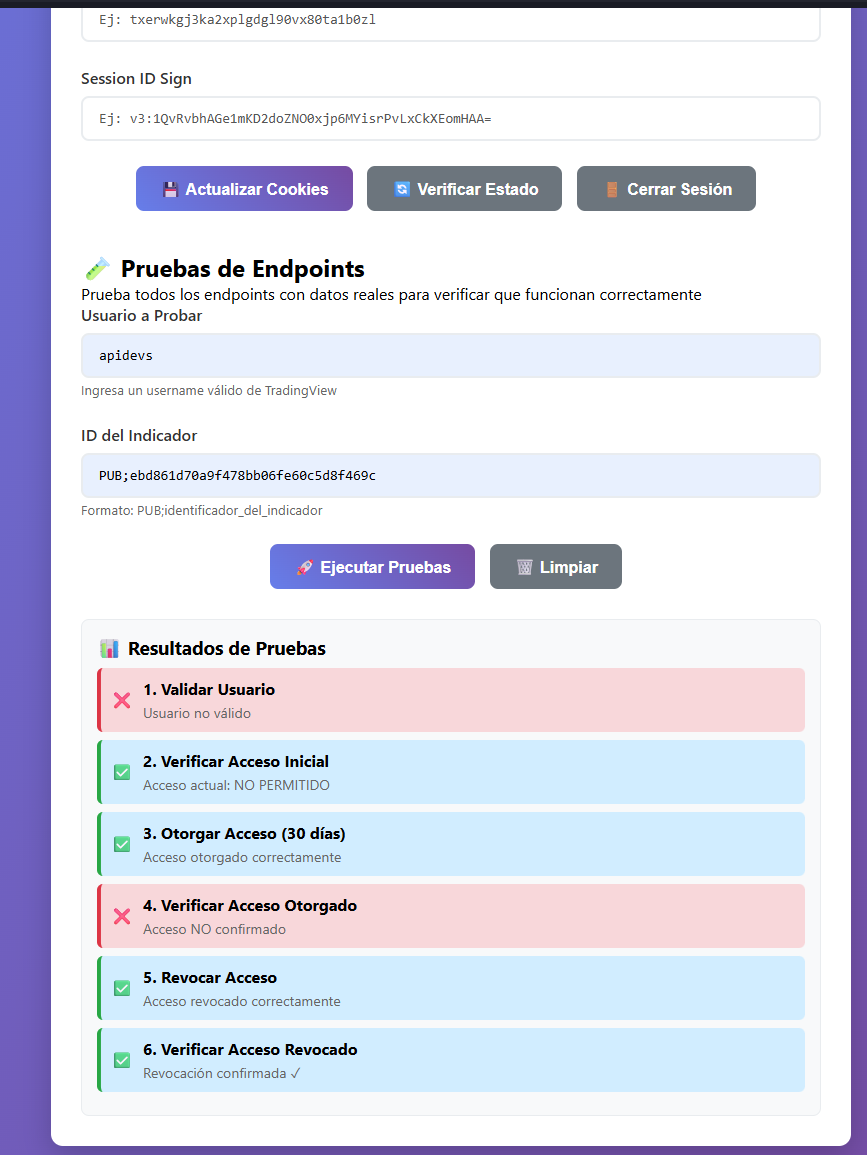 Ej: txerwkgj3ka2xplgdgl90vx80ta1b0zl
Session ID Sign
Ej: v3:1QvRvbhAGe1mKD2doZNO0xjp6MYisrPvLxCkXEomHAA=
Actualizar Cookies
Verificar Estado
Cerrar Sesión
Pruebas de Endpoints
Prueba todos los endpoints con datos reales para verificar que funcionan correctamente
Usuario a Probar
apidevs
Ingresa un username válido de TradingView
ID del Indicador
PUB;ebd861d70a9f478bb06fe60c5d8f469c
Formato: PUB;identificador_del_indicador
Ejecutar Pruebas
Limpiar
Resultados de Pruebas
1. Validar Usuario
Usuario no válido
2. Verificar Acceso Inicial
Acceso actual: NO PERMITIDO
3. Otorgar Acceso (30 días)
Acceso otorgado correctamente
4. Verificar Acceso Otorgado
Acceso NO confirmado
5. Revocar Acceso
Acceso revocado correctamente
6. Verificar Acceso Revocado
Revocación confirmada ✓